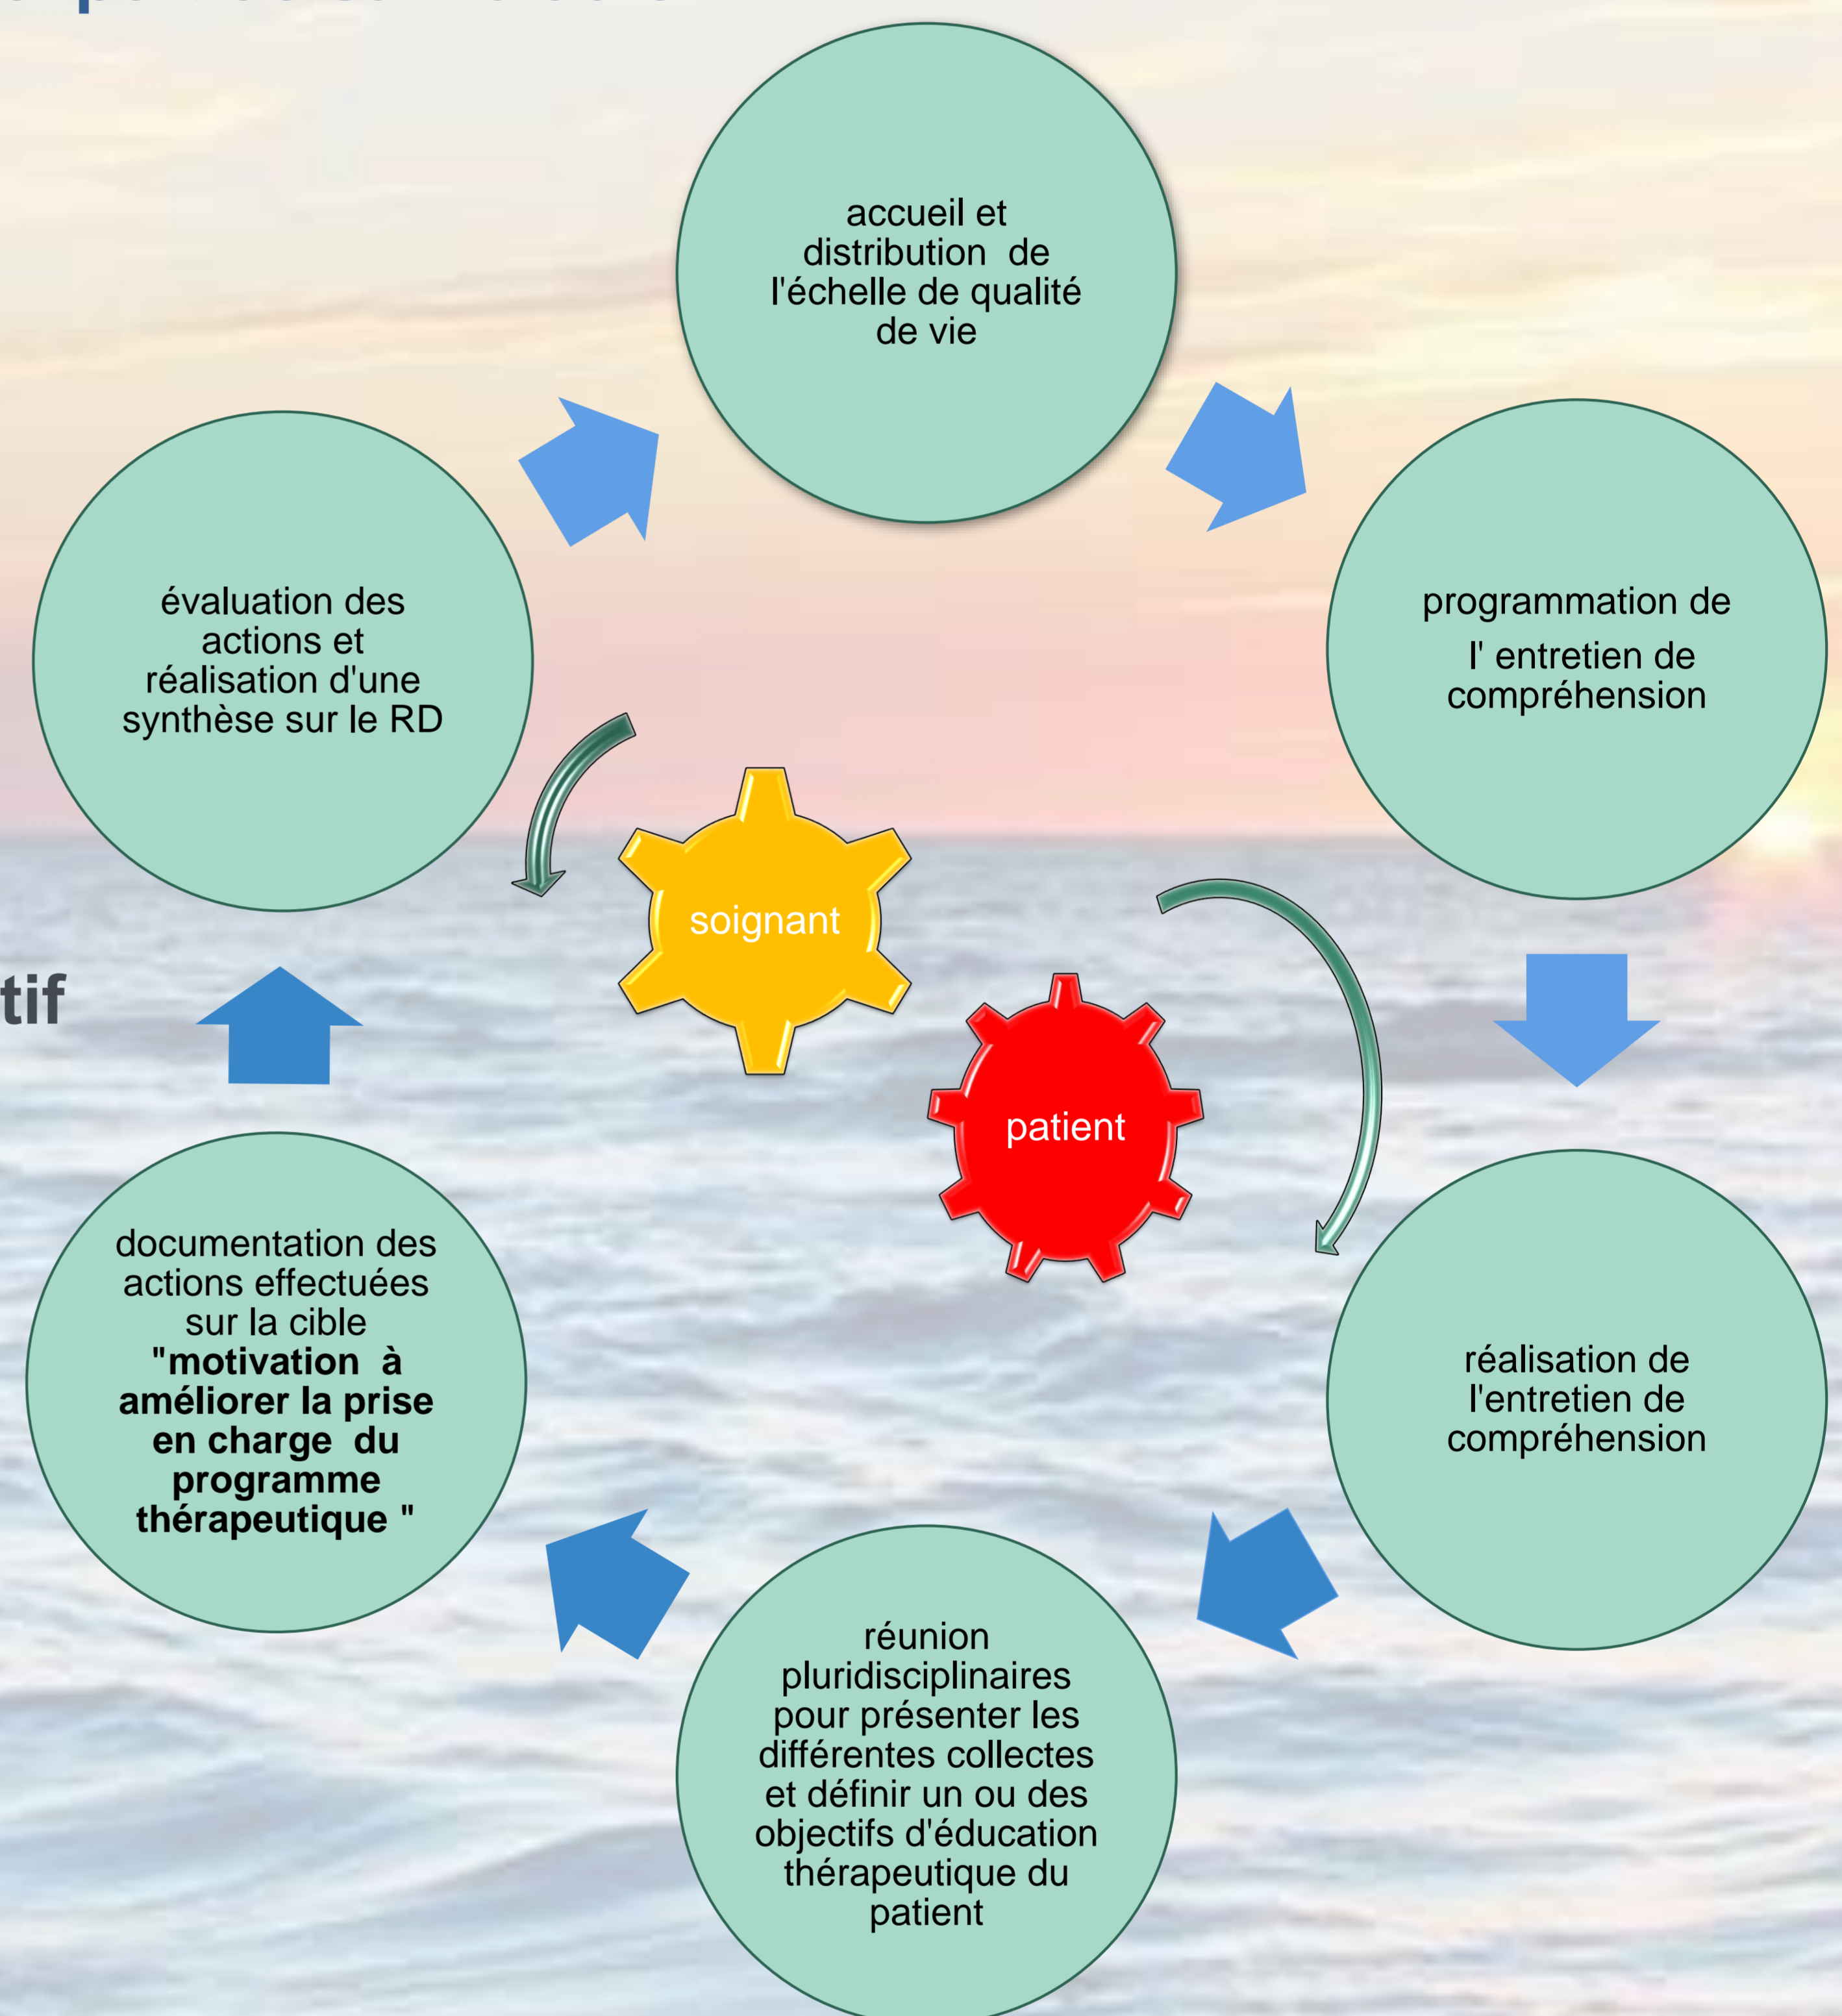 accueil et
distribution de
l'échelle de qualité
de vie
programmation de
l' entretien de
compréhension
réalisation de
l'entretien de
compréhension
réunion
pluridisciplinaires
pour présenter les
différentes collectes
et définir un ou des
objectifs d'éducation
thérapeutique du
patient
documentation des
actions effectuées
sur la cible
"motivation à
améliorer la prise
en charge du
programme
thérapeutique "
évaluation des
actions et
réalisation d'une
synthèse sur le RD
soignant
patient
tif